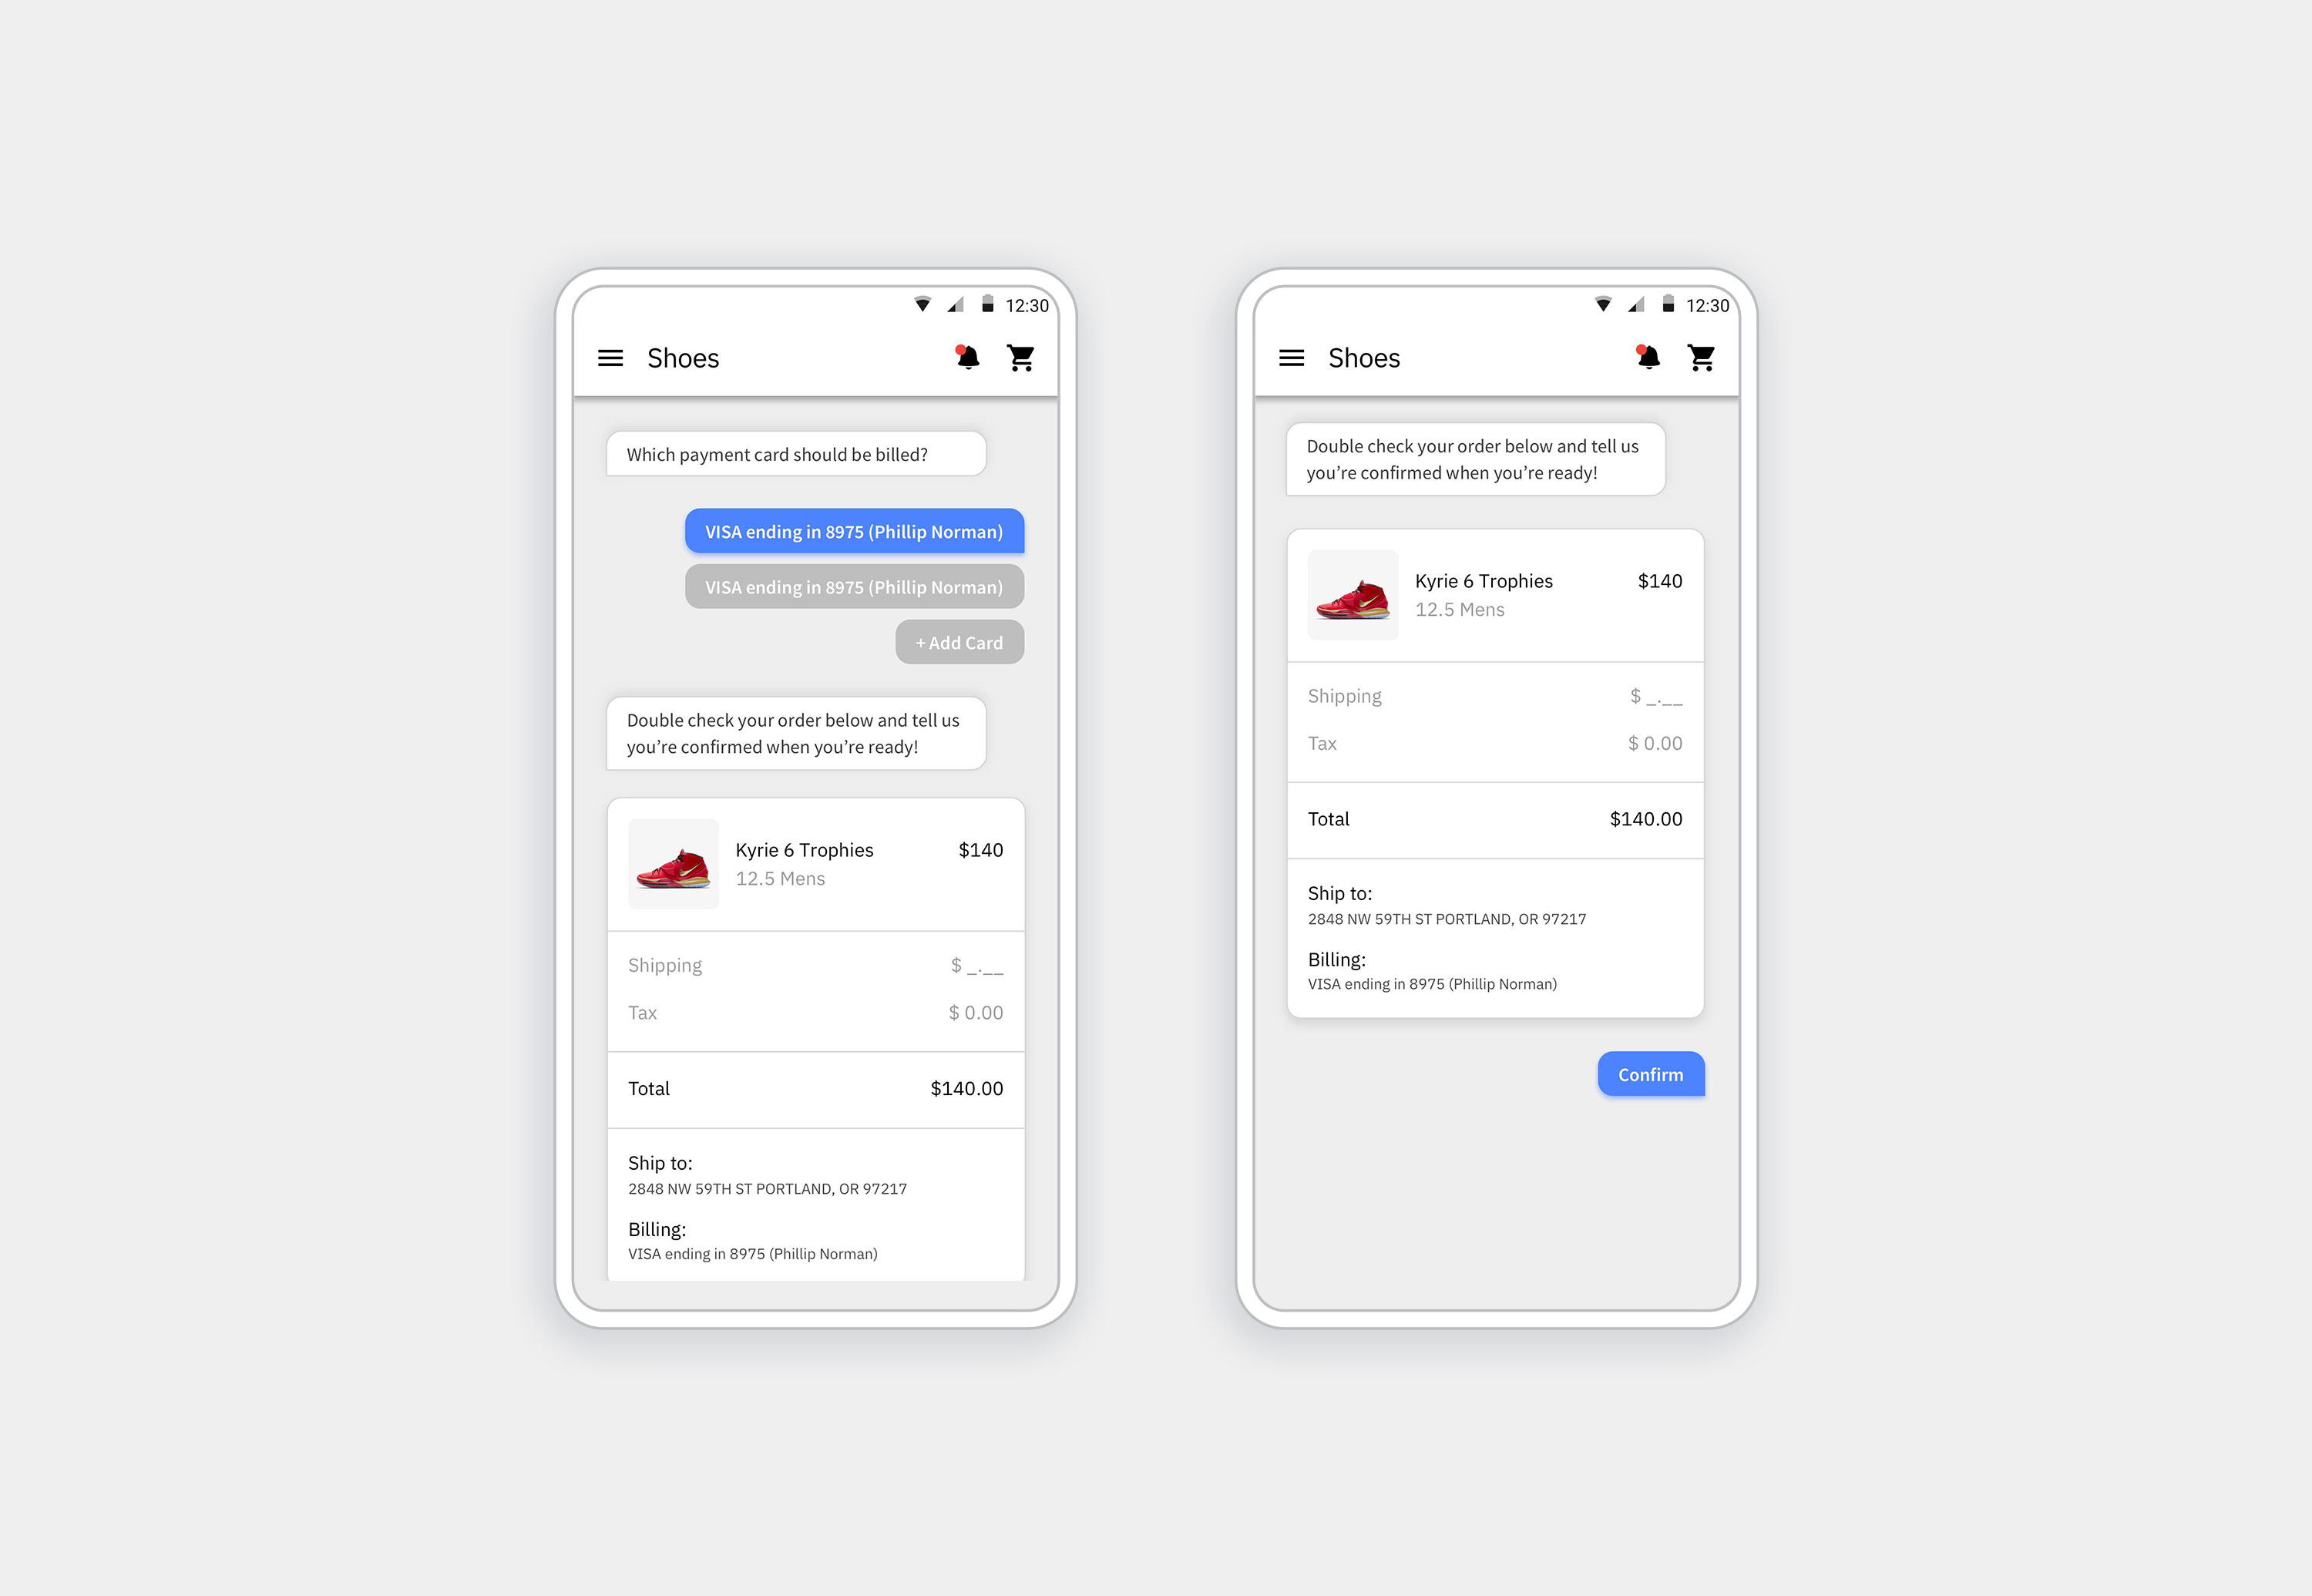 12:30
Shoes
Which payment card should be billed?
VISA ending in 8975 (Phillip Norman)
VISA ending in 8975 (Phillip Norman)
+ Add Card
Double check your order below and tell us
you’re confirmed when you’re ready!
Kyrie 6 Trophies $140
12.5 Mens
Shipping $ _.__
Tax $ 0.00
Total $140.00
Ship to:
2848 NW 59TH ST PORTLAND, OR 97217
Billing:
VISA ending in 8975 (Phillip Norman)
12:30
Shoes
Double check your order below and tell us
you’re confirmed when you’re ready!
Kyrie 6 Trophies $140
12.5 Mens
Shipping $ _.__
Tax $ 0.00
Total $140.00
Ship to:
2848 NW 59TH ST PORTLAND, OR 97217
Billing:
VISA ending in 8975 (Phillip Norman)
Confirm